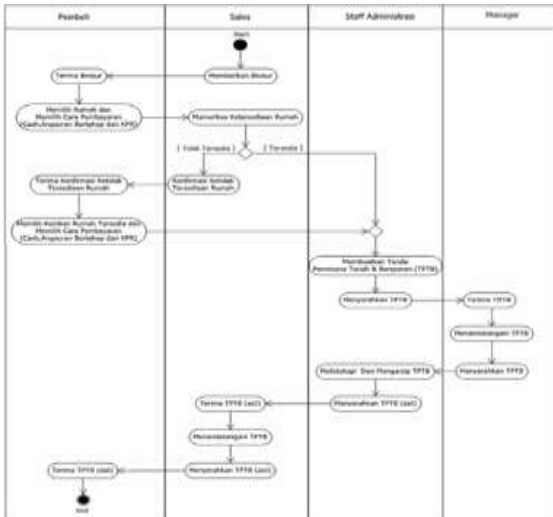 Pembeli
Sales
Staff Administrasi
Manager
Start
Terima Brosur
Memberikan Brosur
Memilih Rumah dan
Memilih Cara Pembayaran
(Cash,Angsuran Bertahap dan KPR)
Memeriksa Ketersediaan Rumah
[ Tidak Tersedia ]
[ Tersedia ]
Terima Konfirmasi Ketidak
Tersediaan Rumah
Konfirmasi Ketidak
Tersediaan Rumah
Memilih Kembali Rumah Tersedia dan
Memilih Cara Pembayaran
(Cash,Angsuran Bertahap dan KPR)
Membuatkan Tanda
Pemesanan Tanah & Bangunan (TPTB)
Menyerahkan TPTB
Terima TPTB
Menandatangani TPTB
Menyerahkan TPTB
Melengkapi Dan Mengarsip TPTB
Menyerahkan TPTB (asli)
Terima TPTB (asli)
Menandatangani TPTB
Menyerahkan TPTB (asli)
Terima TPTB (asli)
End